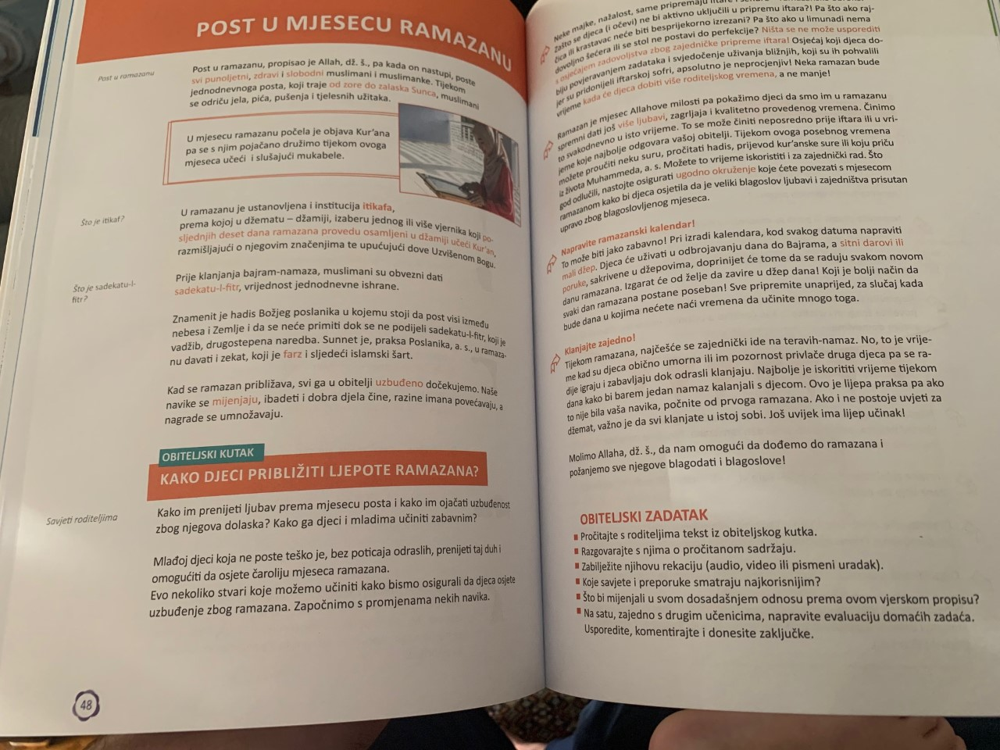 POST U MJESECU RAMAZANU
Post u ramazanu
Post u ramazanu, propisao je Allah, dž. š., pa kada on nastupi, poste
svi punoljetni, zdravi i slobodni muslimani i muslimanke. Tijekom
jednodnevnoga posta, koji traje od zore do zalaska Sunca, muslimani
se odriču jela, pića, pušenja i tjelesnih užitaka.
U mjesecu ramazanu počela je objava Kur'ana
pa se s njim pojačano družimo tijekom ovoga
mjeseca učeći i slušajući mukabele.
Što je itikaf?
U ramazanu je ustanovljena i institucija itikafa,
prema kojoj u džematu – džamiji, izaberu jednog ili više vjernika koji po-
sljednjih deset dana ramazana provedu osamljeni u džamiji učeći Kur'an,
razmišljajući o njegovim značenjima te upućujući dove Uzvišenom Bogu.
Što je sadekatu-l-
fitr?
Prije klanjanja bajram-namaza, muslimani su obvezni dati
sadekatu-l-fitr, vrijednost jednodnevne ishrane.
Znamenit je hadis Božjeg poslanika u kojemu stoji da post visi između
nebesa i Zemlje i da se neće primiti dok se ne podijeli sadekatu-l-fitr, koji je
vadžib, drugostepena naredba. Sunnet je, praksa Poslanika, a. s., u ramaza-
nu davati i zekat, koji je farz i sljedeći islamski šart.
Kad se ramazan približava, svi ga u obitelji uzbuđeno dočekujemo. Naše
navike se mijenjaju, ibadeti i dobra djela čine, razine imana povećavaju, a
nagrade se umnožavaju.
OBITELJSKI KUTAK
KAKO DJECI PRIBLIŽITI LJEPOTE RAMAZANA?
Savjeti roditeljima
Kako im prenijeti ljubav prema mjesecu posta i kako im ojačati uzbuđenost
zbog njegova dolaska? Kako ga djeci i mladima učiniti zabavnim?
Mlađoj djeci koja ne poste teško je, bez poticaja odraslih, prenijeti taj duh i
omogućiti da osjete čaroliju mjeseca ramazana.
Evo nekoliko stvari koje možemo učiniti kako bismo osigurali da djeca osjete
uzbuđenje zbog ramazana. Započnimo s promjenama nekih navika.
48
Neke majke, nažalost, same pripremaju
Zašto se djeca (i očevi) ne bi aktivno uključili u pripremu iftara?! Pa što ako raj-
čica ili krastavac neće biti besprijekorno izrezani? Pa što ako u limunadi nema
dovoljno šećera ili se stol ne postavi do perfekcije? Ništa se ne može usporediti
s osjećajem zadovoljstva zbog zajedničke pripreme iftara! Osjećaj koji djeca do-
biju povjeravanjem zadataka i svjedočenje uživanja bližnjih, koji su ih pohvalili
jer su pridonijeli iftarskoj sofri, apsolutno je neprocjenjiv! Neka ramazan bude
vrijeme kada će djeca dobiti više roditeljskog vremena, a ne manje!
Ramazan je mjesec Allahove milosti pa pokažimo djeci da smo im u ramazanu
spremni dati još više ljubavi, zagrljaja i kvalitetno provedenog vremena. Činimo
to svakodnevno u isto vrijeme. To se može činiti neposredno prije iftara ili u vri-
jeme koje najbolje odgovara vašoj obitelji. Tijekom ovoga posebnog vremena
možete proučiti neku suru, pročitati hadis, prijevod kur'anske sure ili koju priču
iz života Muhammeda, a. s. Možete to vrijeme iskoristiti i za zajednički rad. Što
god odlučili, nastojte osigurati ugodno okruženje koje ćete povezati s mjesecom
ramazanom kako bi djeca osjetila da je veliki blagoslov ljubavi i zajedništva prisutan
upravo zbog blagoslovljenog mjeseca.
Napravite ramazanski kalendar!
To može biti jako zabavno! Pri izradi kalendara, kod svakog datuma napraviti
mali džep. Djeca će uživati u odbrojavanju dana do Bajrama, a sitni darovi ili
poruke, sakrivene u džepovima, doprinijet će tome da se raduju svakom novom
danu ramazana. Izgarat će od želje da zavire u džep dana! Koji je bolji način da
svaki dan ramazana postane poseban! Sve pripremite unaprijed, za slučaj kada
bude dana u kojima nećete naći vremena da učinite mnogo toga.
Klanjajte zajedno!
Tijekom ramazana, najčešće se zajednički ide na teravih-namaz. No, to je vrije-
me kad su djeca obično umorna ili im pozornost privlače druga djeca pa se ra-
dije igraju i zabavljaju dok odrasli klanjaju. Najbolje je iskorititi vrijeme tijekom
dana kako bi barem jedan namaz kalanjali s djecom. Ovo je lijepa praksa pa ako
to nije bila vaša navika, počnite od prvoga ramazana. Ako i ne postoje uvjeti za
džemat, važno je da svi klanjate u istoj sobi. Još uvijek ima lijep učinak!
Molimo Allaha, dž. š., da nam omogući da dođemo do ramazana i
požanjemo sve njegove blagodati i blagoslove!
OBITELJSKI ZADATAK
▪ Pročitajte s roditeljima tekst iz obiteljskog kutka.
▪ Razgovarajte s njima o pročitanom sadržaju.
▪ Zabilježite njihovu rekaciju (audio, video ili pismeni uradak).
▪ Koje savjete i preporuke smatraju najkorisnijim?
▪ Što bi mijenjali u svom dosadašnjem odnosu prema ovom vjerskom propisu?
▪ Na satu, zajedno s drugim učenicima, napravite evaluaciju domaćih zadaća.
Usporedite, komentirajte i donesite zaključke.